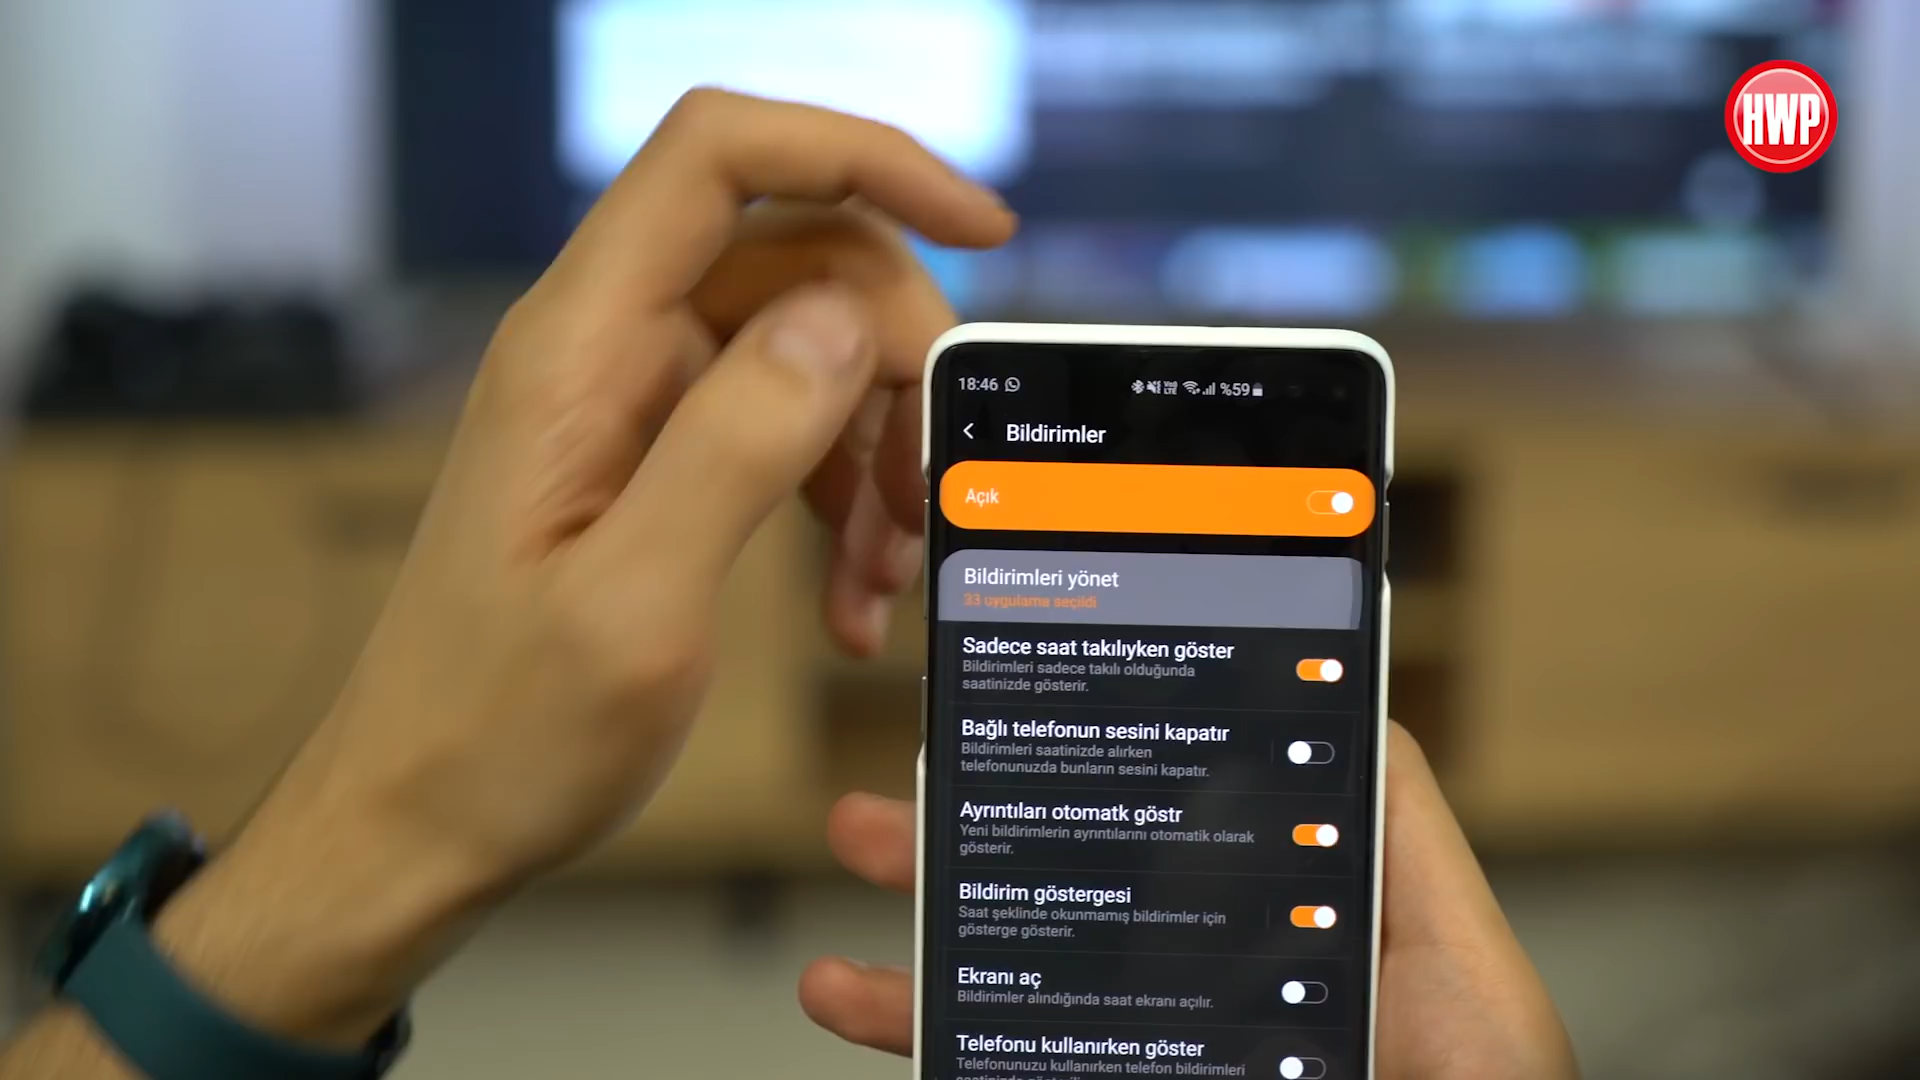 HWP
18:46
%59
Bildirimler
Açık
Bildirimleri yönet
33 uygulama seçildi
Sadece saat takılıyken göster
Bildirimleri sadece takılı olduğunda
saatinizde gösterir.
Bağlı telefonun sesini kapatır
Bildirimleri saatinizde alırken
telefonunuzda bunların sesini kapatır.
Ayrıntıları otomatk göstr
Yeni bildirimlerin ayrıntılarını otomatik olarak
gösterir.
Bildirim göstergesi
Saat şeklinde okunmamış bildirimler için
gösterge gösterir.
Ekranı aç
Bildirimler alındığında saat ekranı açılır.
Telefonu kullanırken göster
Telefonunuzu kullanırken telefon bildirimleri